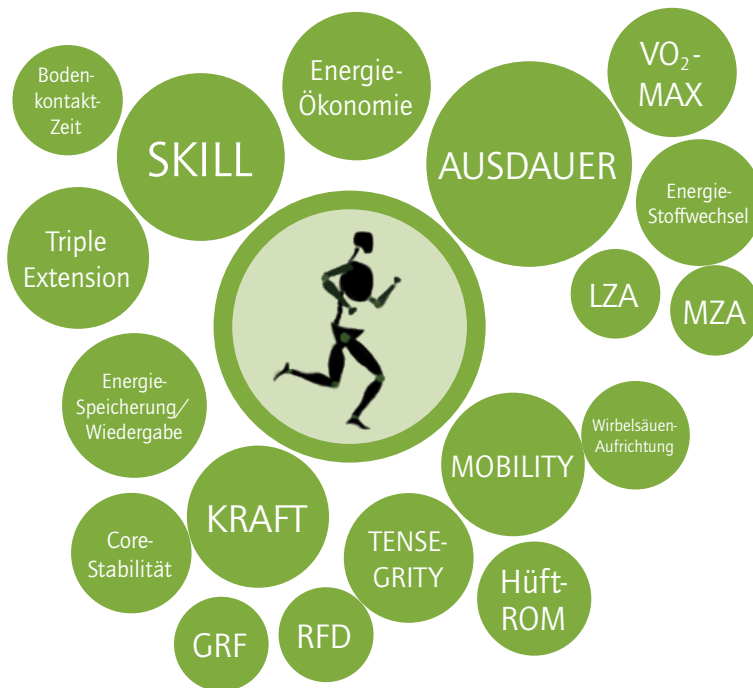 Boden-
kontakt-
Zeit
SKILL
Energie-
Ökonomie
AUSDAUER
VO₂-
MAX
Energie-
Stoffwechsel
Triple
Extension
LZA
MZA
Energie-
Speicherung/
Wiedergabe
MOBILITY
Wirbelsäuen-
Aufrichtung
KRAFT
Core-
Stabilität
TENSE-
GRITY
Hüft-
ROM
GRF
RFD